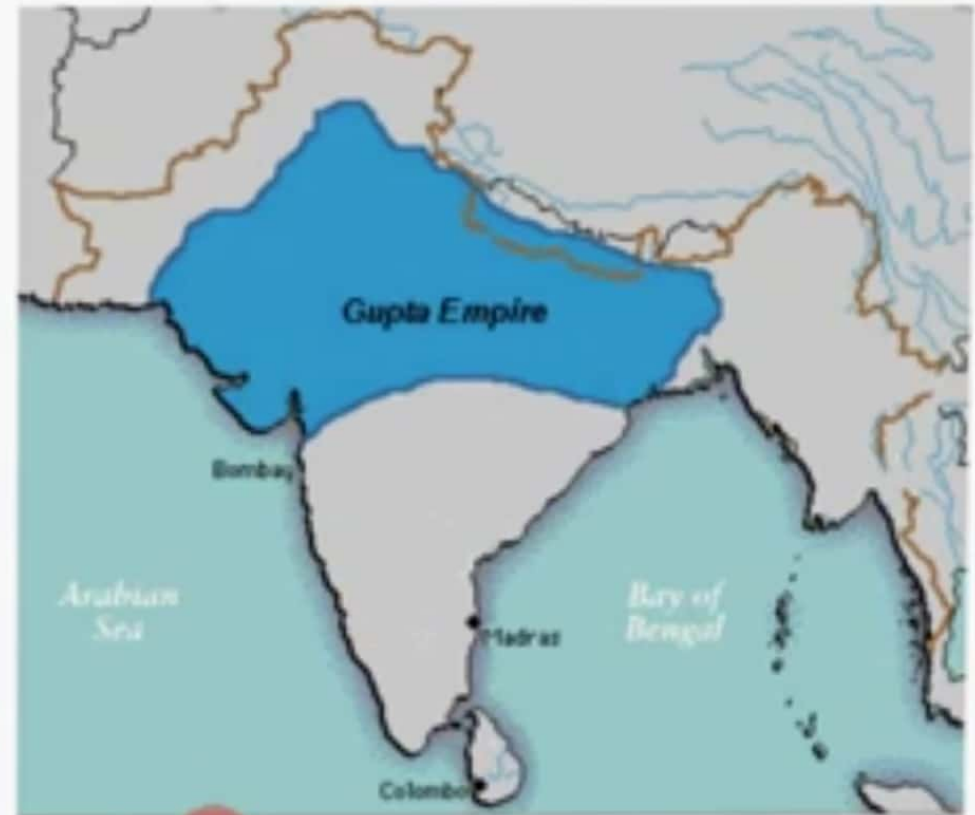 Gupta Empire
Bombay
Arabian
Sea
Bay of
Bengal
Madras
Colombo